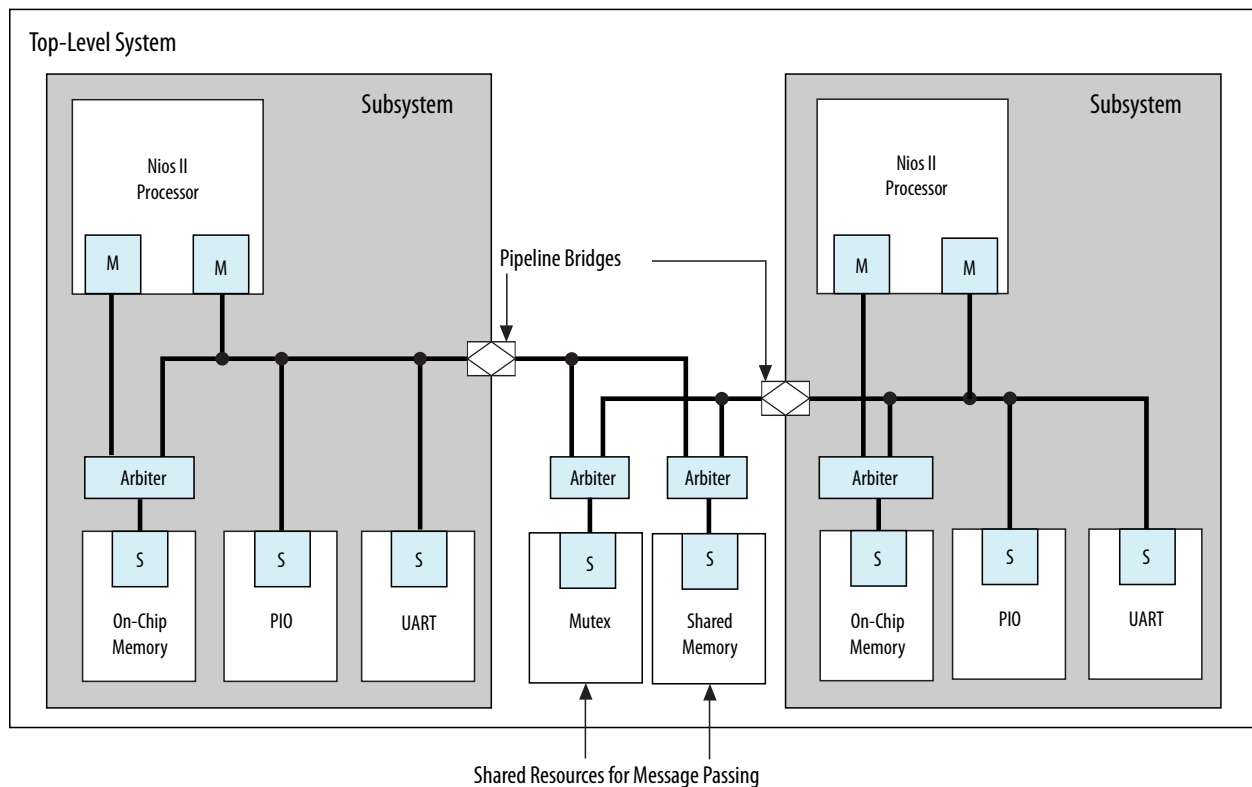 Top-Level System
Subsystem
Subsystem
Nios II
Processor
Nios II
Processor
M
M
Pipeline Bridges
M
M
Arbiter
Arbiter
Arbiter
Arbiter
S
S
S
S
S
S
S
S
On-Chip
Memory
PIO
UART
Mutex
Shared
Memory
On-Chip
Memory
PIO
UART
Shared Resources for Message Passing